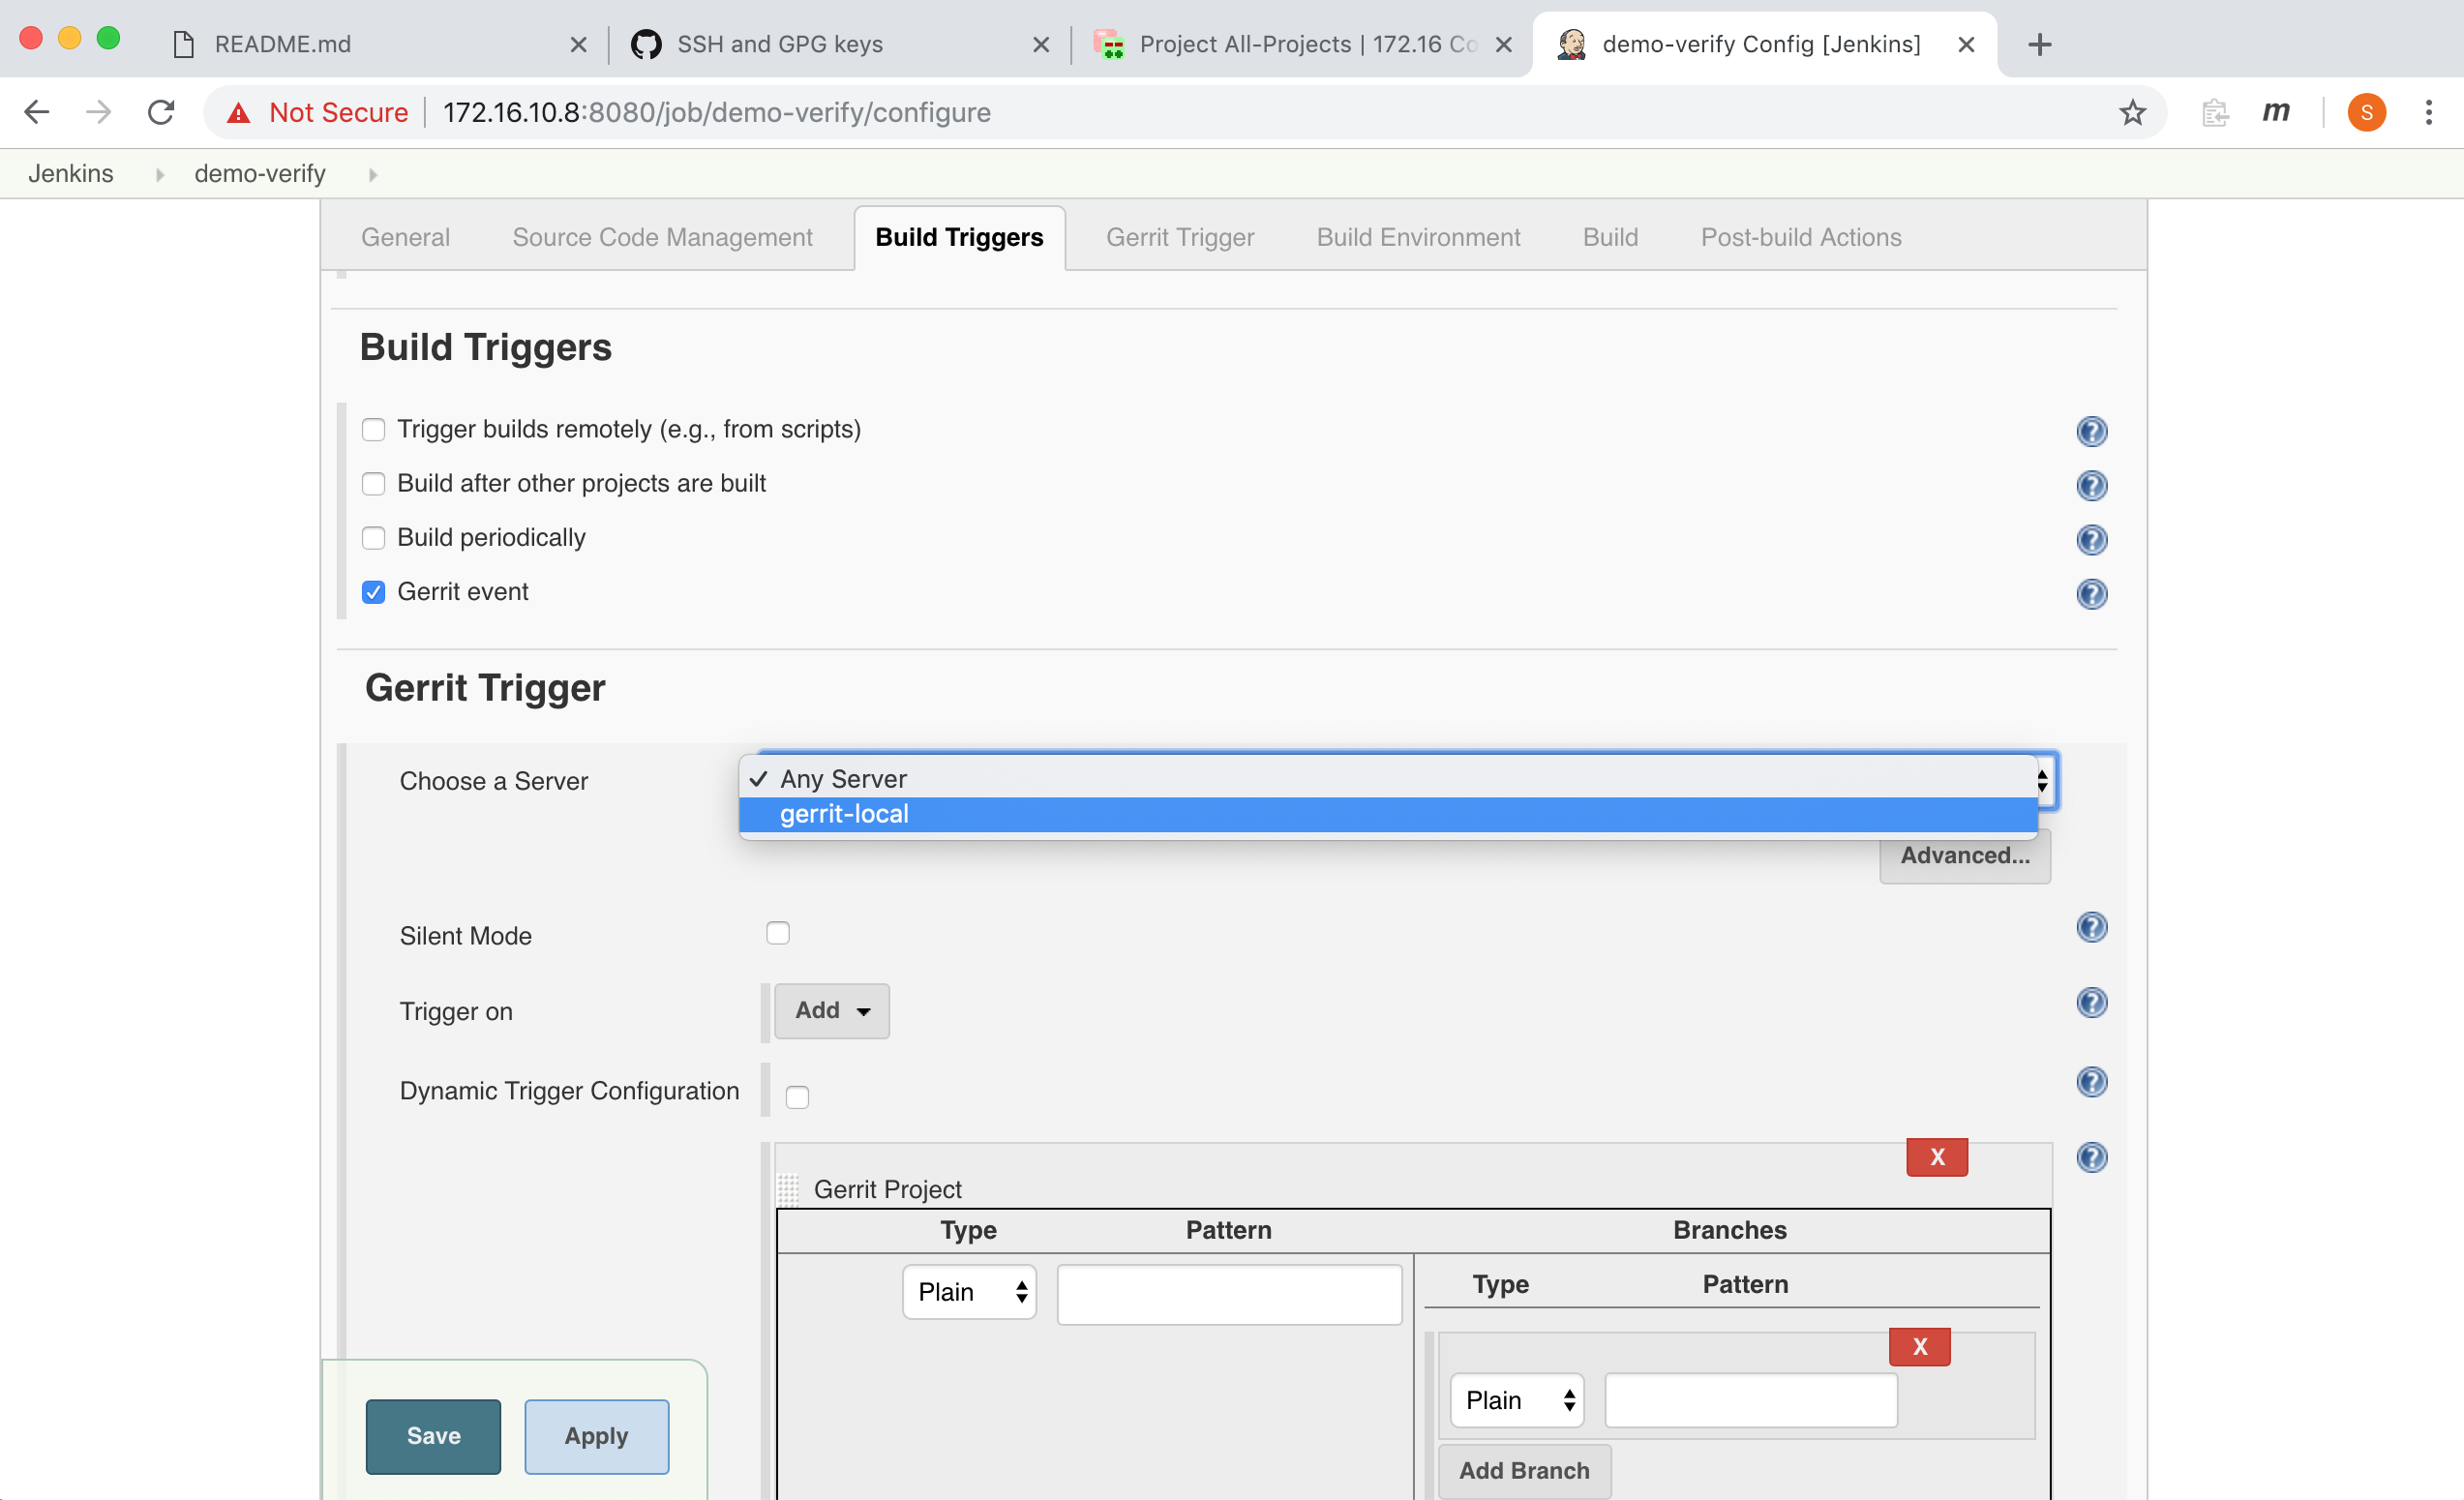 README.md
SSH and GPG keys
Project All-Projects | 172.16 Co
demo-verify Config [Jenkins]
Not Secure
172.16.10.8:8080/job/demo-verify/configure
m
S
Jenkins
demo-verify
General
Source Code Management
Build Triggers
Gerrit Trigger
Build Environment
Build
Post-build Actions
Build Triggers
Trigger builds remotely (e.g., from scripts)
?
Build after other projects are built
?
Build periodically
?
Gerrit event
?
Gerrit Trigger
Choose a Server
✓ Any Server
gerrit-local
Advanced...
Silent Mode
?
Trigger on
Add
?
Dynamic Trigger Configuration
?
X
?
Gerrit Project
Type
Pattern
Branches
Plain
Type
Pattern
X
Plain
Add Branch
Save
Apply